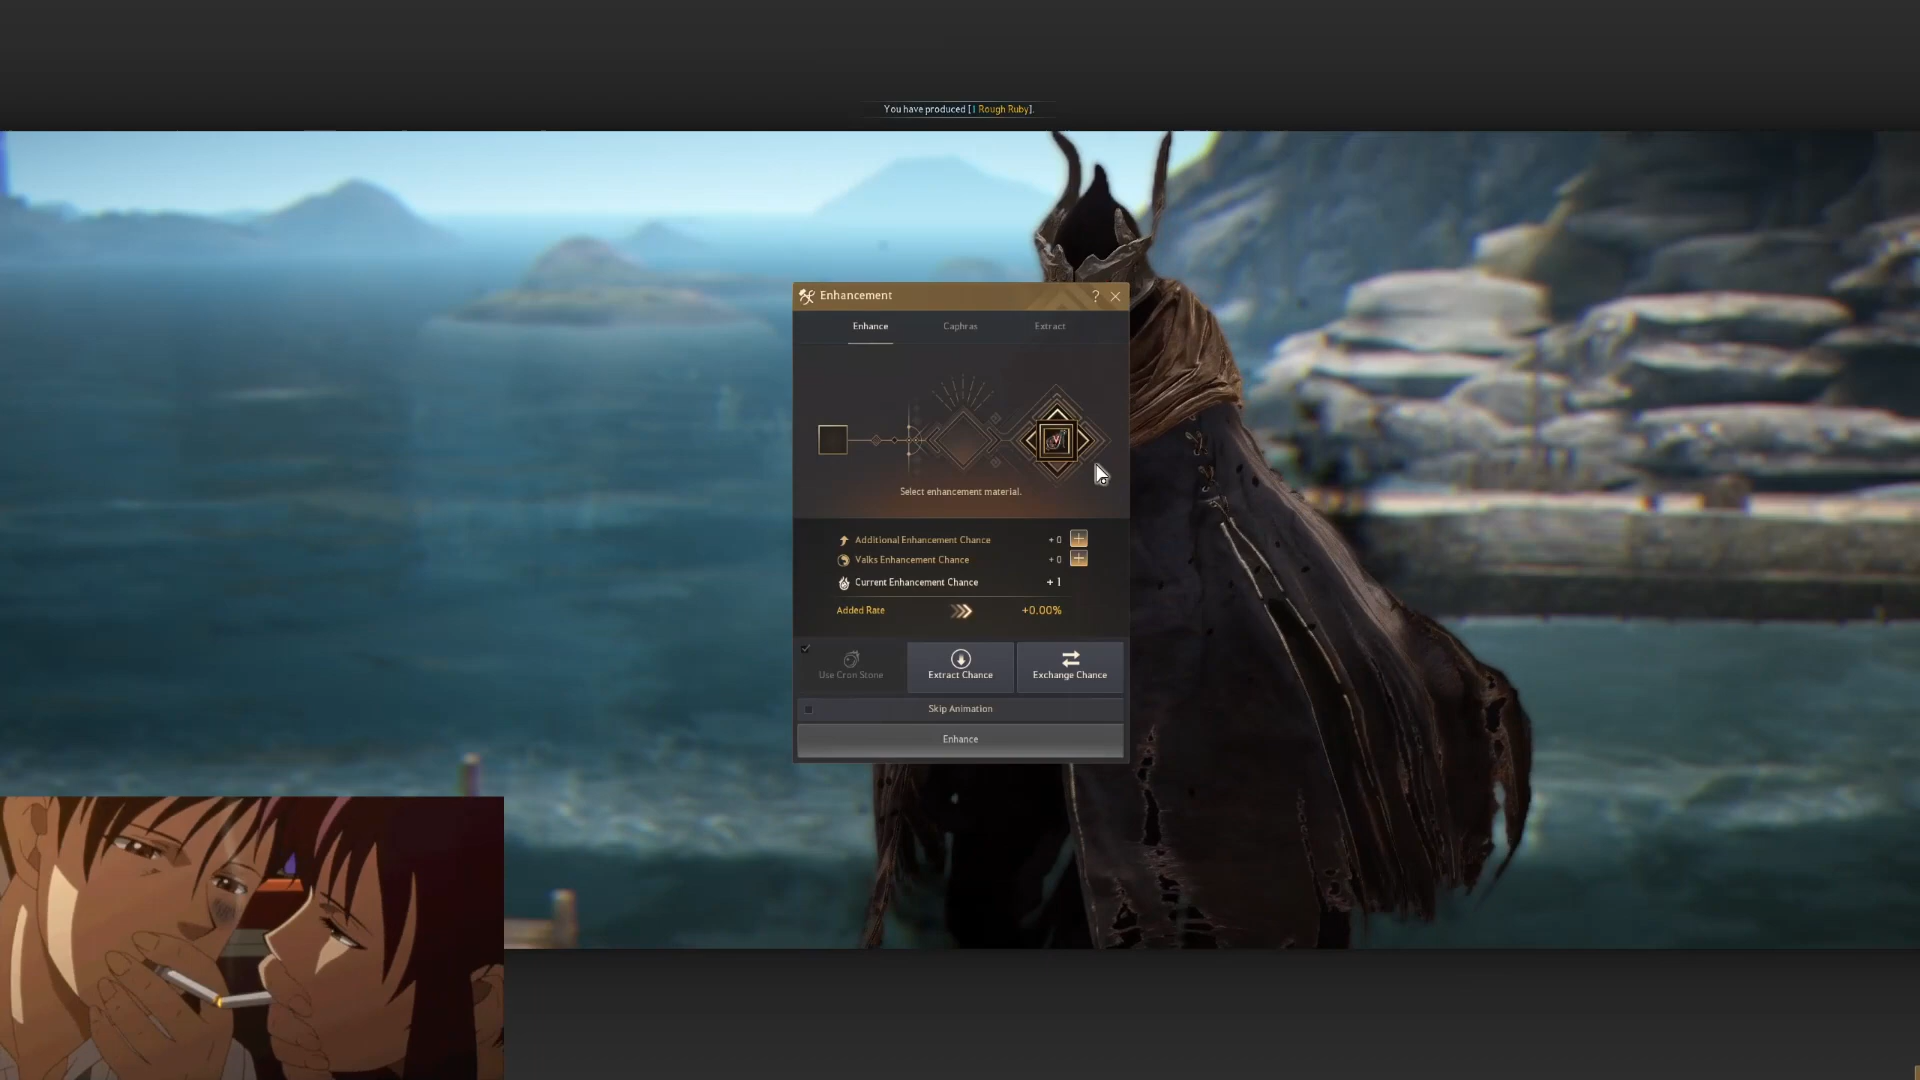 You have produced [1 Rough Ruby].
Enhancement
?
Enhance Caphras Extract
V
Select enhancement material.
Additional Enhancement Chance +0
Valks Enhancement Chance +0
Current Enhancement Chance +1
Added Rate +0.00%
Use Cron Stone Extract Chance Exchange Chance
Skip Animation
Enhance